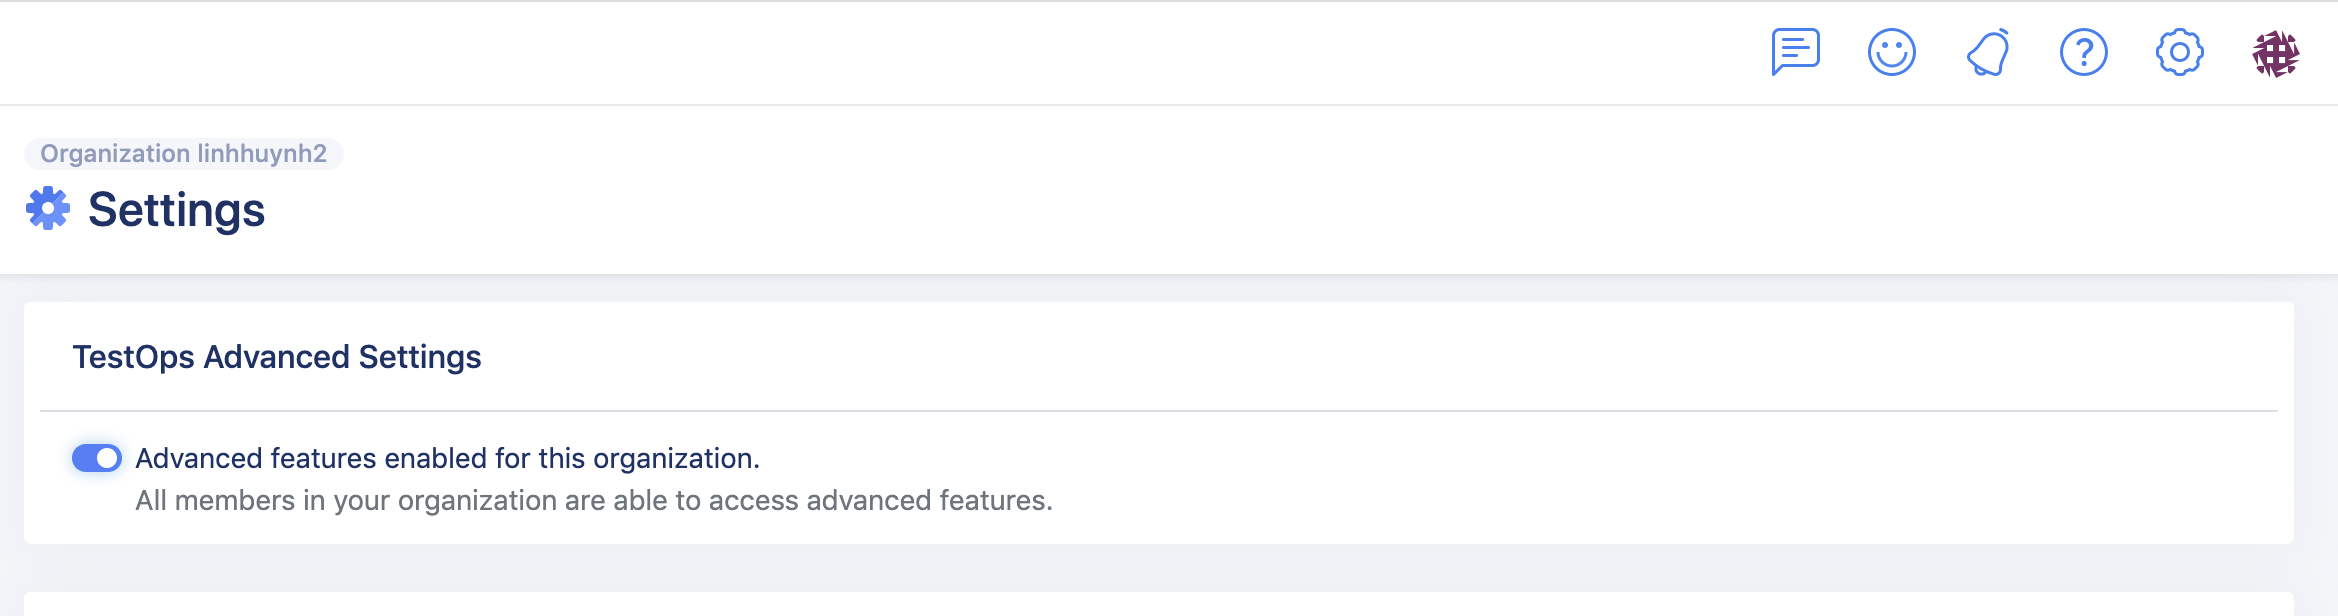 Organization linhhuynh2
Settings
TestOps Advanced Settings
Advanced features enabled for this organization.
All members in your organization are able to access advanced features.